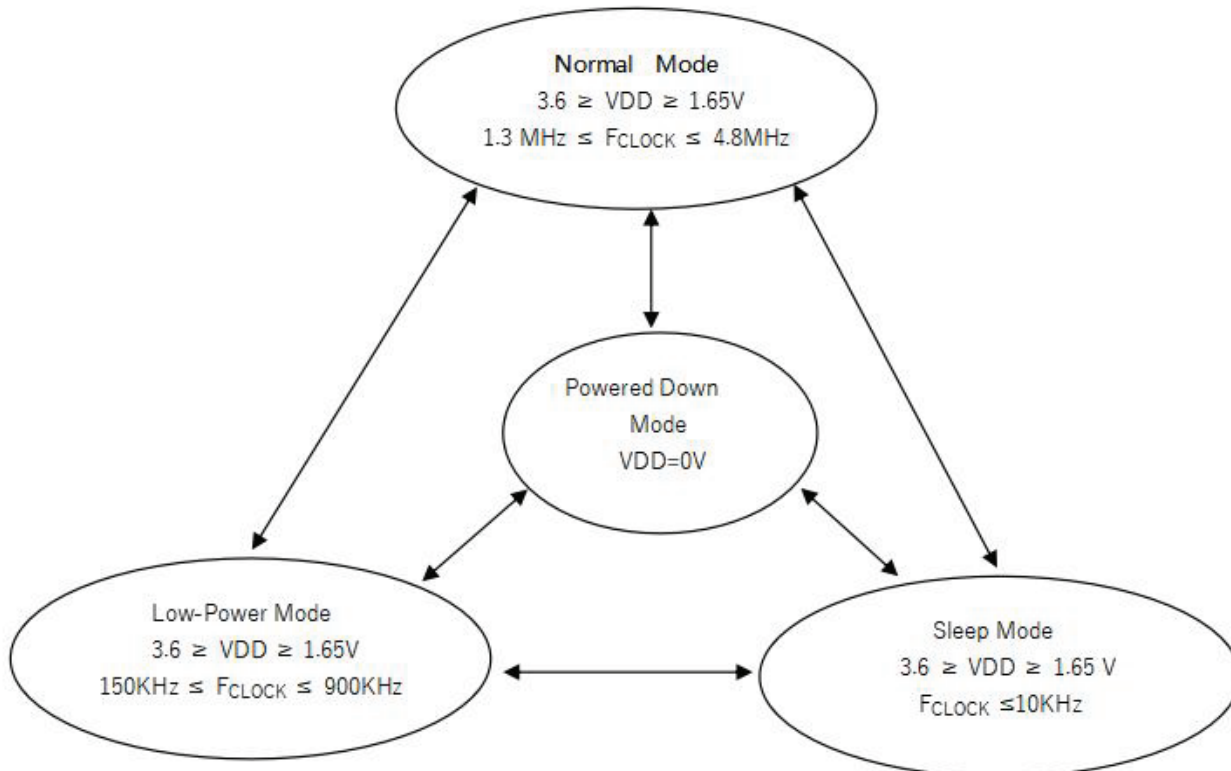 Normal Mode
3.6 ≥ VDD ≥ 1.65V
1.3 MHz ≤ FCLOCK ≤ 4.8MHz
Powered Down
Mode
VDD=0V
Low-Power Mode
3.6 ≥ VDD ≥ 1.65V
150KHz ≤ FCLOCK ≤ 900KHz
Sleep Mode
3.6 ≥ VDD ≥ 1.65 V
FCLOCK ≤10KHz